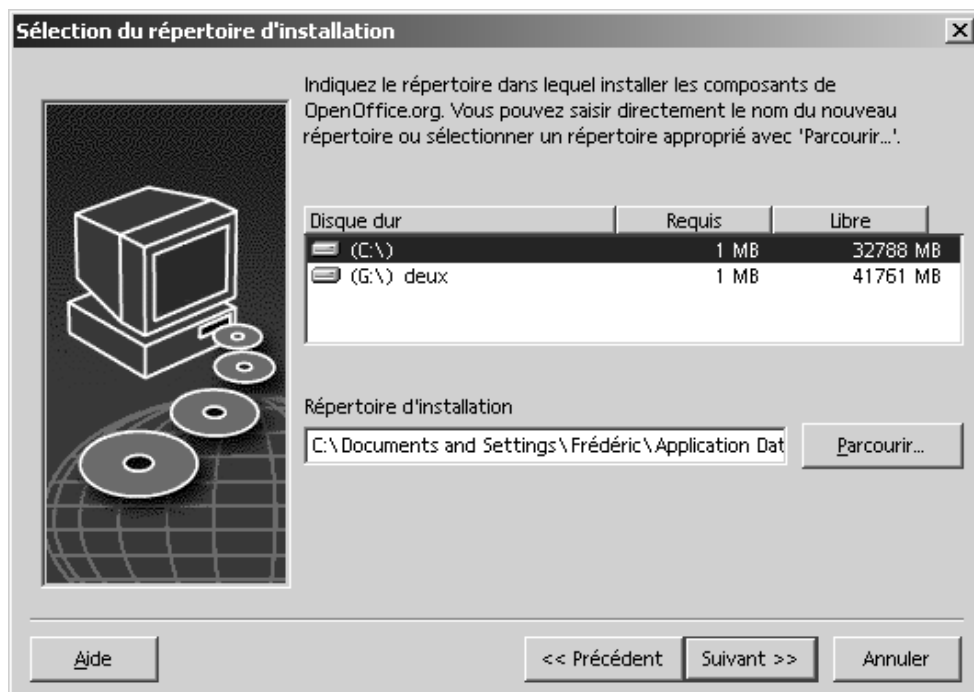 Sélection du répertoire d'installation
Indiquez le répertoire dans lequel installer les composants de
OpenOffice.org. Vous pouvez saisir directement le nom du nouveau
répertoire ou sélectionner un répertoire approprié avec 'Parcourir...'.
Disque dur Requis Libre
(C:\) 1 MB 32788 MB
(G:\) deux 1 MB 41761 MB
Répertoire d'installation
C:\Documents and Settings\Frédéric\Application Dat
Parcourir...
Aide << Précédent Suivant >> Annuler